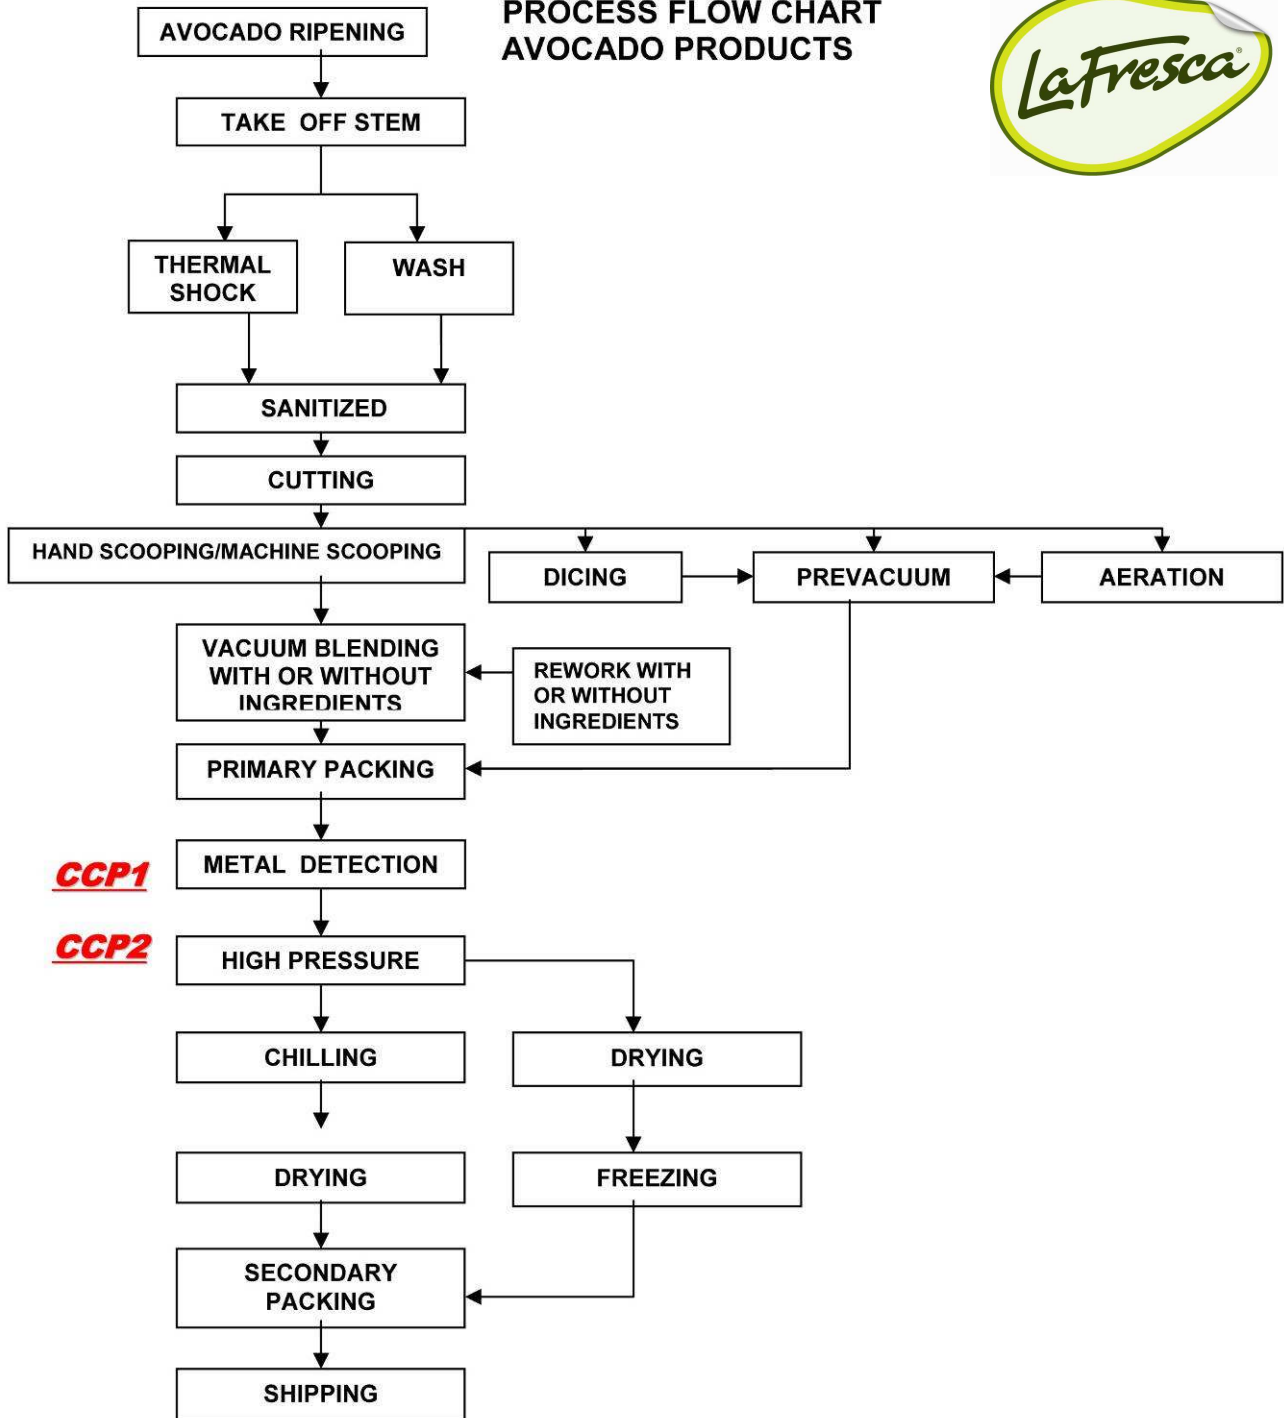 PROCESS FLOW CHART
AVOCADO PRODUCTS
LaFresca®
AVOCADO RIPENING
TAKE OFF STEM
THERMAL
SHOCK
WASH
SANITIZED
CUTTING
HAND SCOOPING/MACHINE SCOOPING
DICING
PREVACUUM
AERATION
VACUUM BLENDING
WITH OR WITHOUT
INGREDIENTS
REWORK WITH
OR WITHOUT
INGREDIENTS
PRIMARY PACKING
CCP1
METAL DETECTION
CCP2
HIGH PRESSURE
CHILLING
DRYING
DRYING
FREEZING
SECONDARY
PACKING
SHIPPING